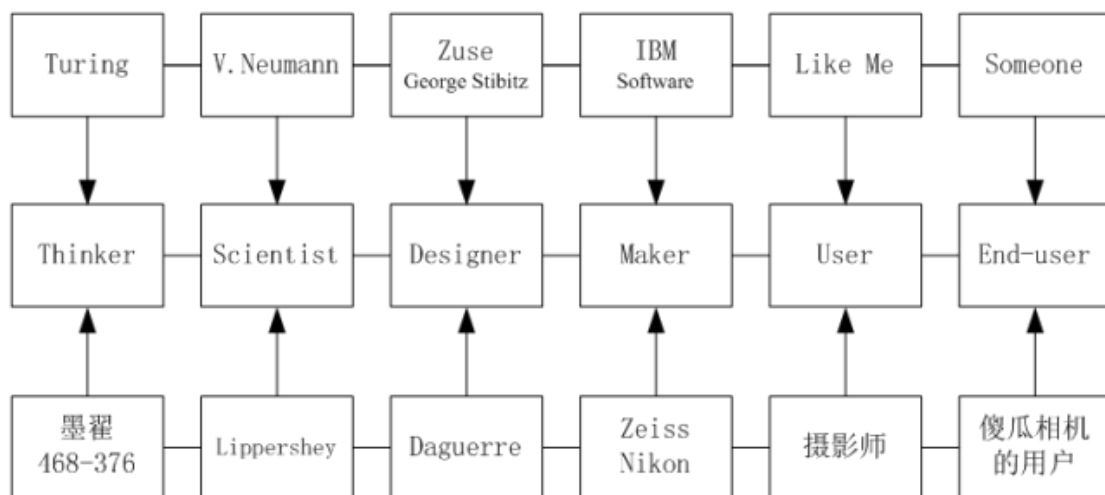 Turing
V.Neumann
Zuse
George Stibitz
IBM
Software
Like Me
Someone
Thinker
Scientist
Designer
Maker
User
End-user
墨翟
468-376
Lippershey
Daguerre
Zeiss
Nikon
摄影师
傻瓜相机
的用户